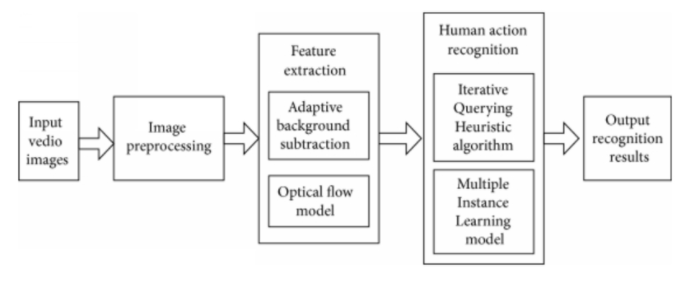 Input
vedio
images
Image
preprocessing
Feature
extraction
Adaptive
background
subtraction
Optical flow
model
Human action
recognition
Iterative
Querying
Heuristic
algorithm
Multiple
Instance
Learning
model
Output
recognition
results